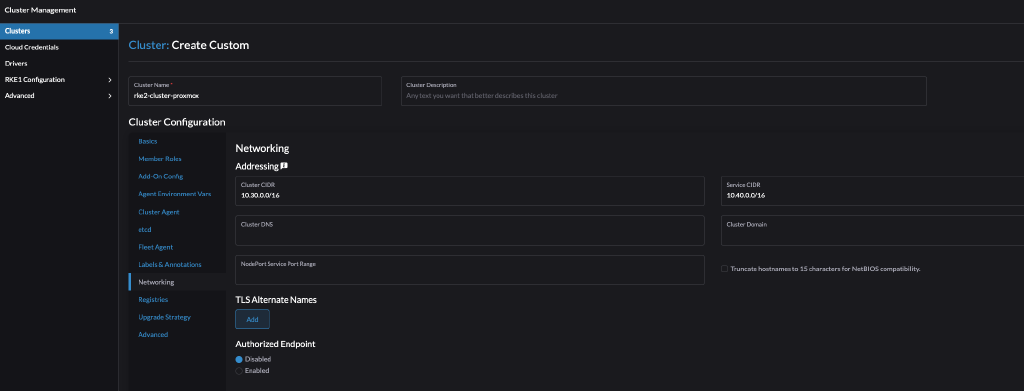 Cluster Management
Clusters 3
Cloud Credentials
Drivers
RKE1 Configuration
Advanced
Cluster: Create Custom
Cluster Name *
rke2-cluster-proxmox
Cluster Description
Any text you want that better describes this cluster
Cluster Configuration
Basics
Member Roles
Add-On Config
Agent Environment Vars
Cluster Agent
etcd
Fleet Agent
Labels & Annotations
Networking
Registries
Upgrade Strategy
Advanced
Networking
Addressing
Cluster CIDR
10.30.0.0/16
Service CIDR
10.40.0.0/16
Cluster DNS
Cluster Domain
NodePort Service Port Range
Truncate hostnames to 15 characters for NetBIOS compatibility.
TLS Alternate Names
Add
Authorized Endpoint
Disabled
Enabled